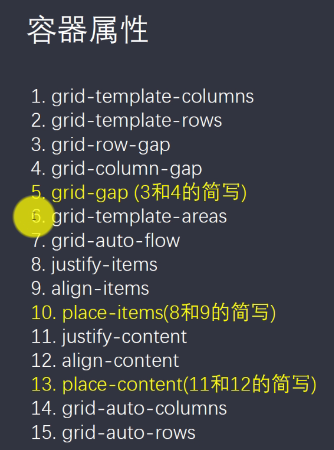 容器属性
1. grid-template-columns
2. grid-template-rows
3. grid-row-gap
4. grid-column-gap
5. grid-gap (3和4的简写)
6. grid-template-areas
7. grid-auto-flow
8. justify-items
9. align-items
10. place-items(8和9的简写)
11. justify-content
12. align-content
13. place-content(11和12的简写)
14. grid-auto-columns
15. grid-auto-rows